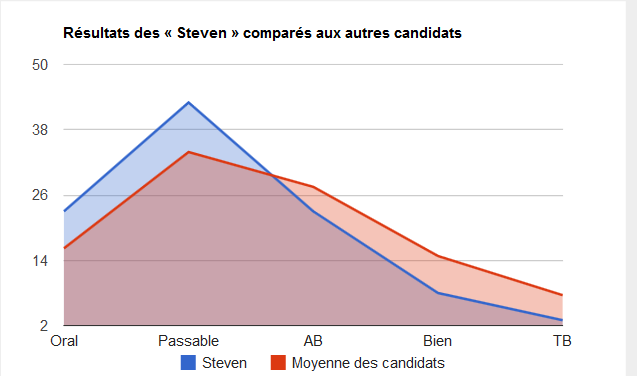 Résultats des « Steven » comparés aux autres candidats
50
38
26
14
2
Oral Passable AB Bien TB
Steven Moyenne des candidats